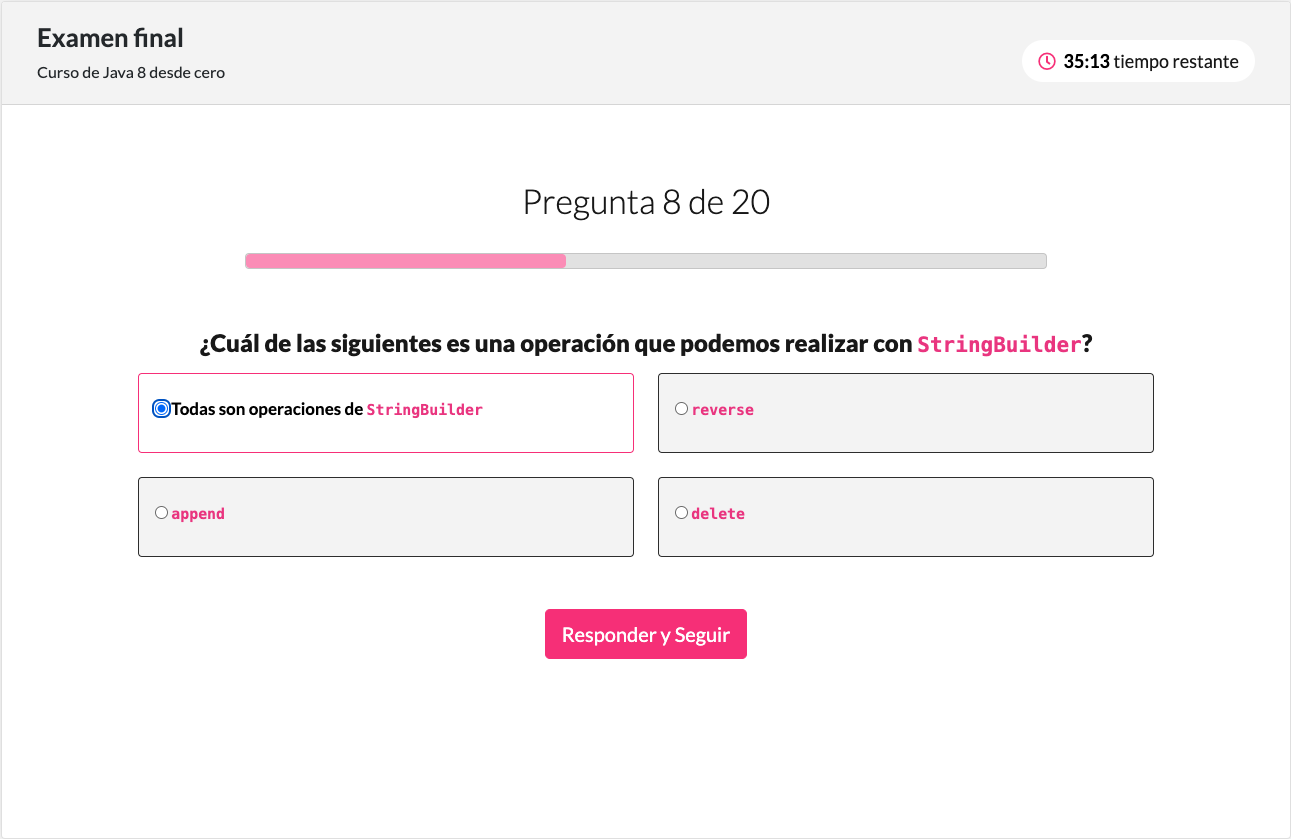 Examen final
Curso de Java 8 desde cero
35:13 tiempo restante
Pregunta 8 de 20
¿Cuál de las siguientes es una operación que podemos realizar con StringBuilder?
Todas son operaciones de StringBuilder
reverse
append
delete
Responder y Seguir